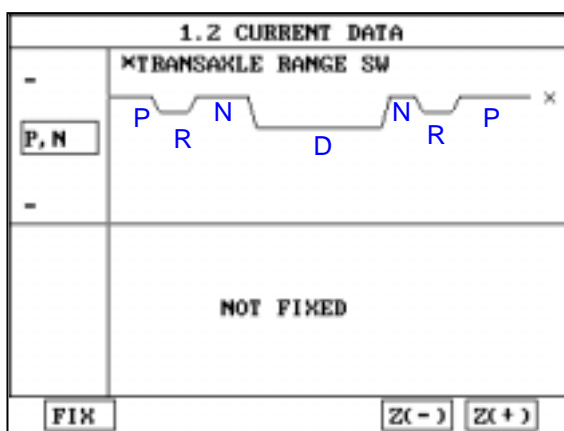 1.2 CURRENT DATA
*TRANSAXLE RANGE SW
-
P R N D N R P ×
P, N
-
NOT FIXED
FIX Z(-) Z(+)